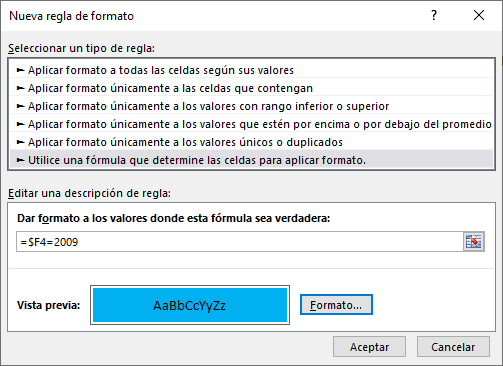 Nueva regla de formato
?
Seleccionar un tipo de regla:
► Aplicar formato a todas las celdas según sus valores
► Aplicar formato únicamente a las celdas que contengan
► Aplicar formato únicamente a los valores con rango inferior o superior
► Aplicar formato únicamente a los valores que estén por encima o por debajo del promedio
► Aplicar formato únicamente a los valores únicos o duplicados
► Utilice una fórmula que determine las celdas para aplicar formato.
Editar una descripción de regla:
Dar formato a los valores donde esta fórmula sea verdadera:
=$F4=2009
Vista previa:
AaBbCcYyZz
Formato...
Aceptar
Cancelar